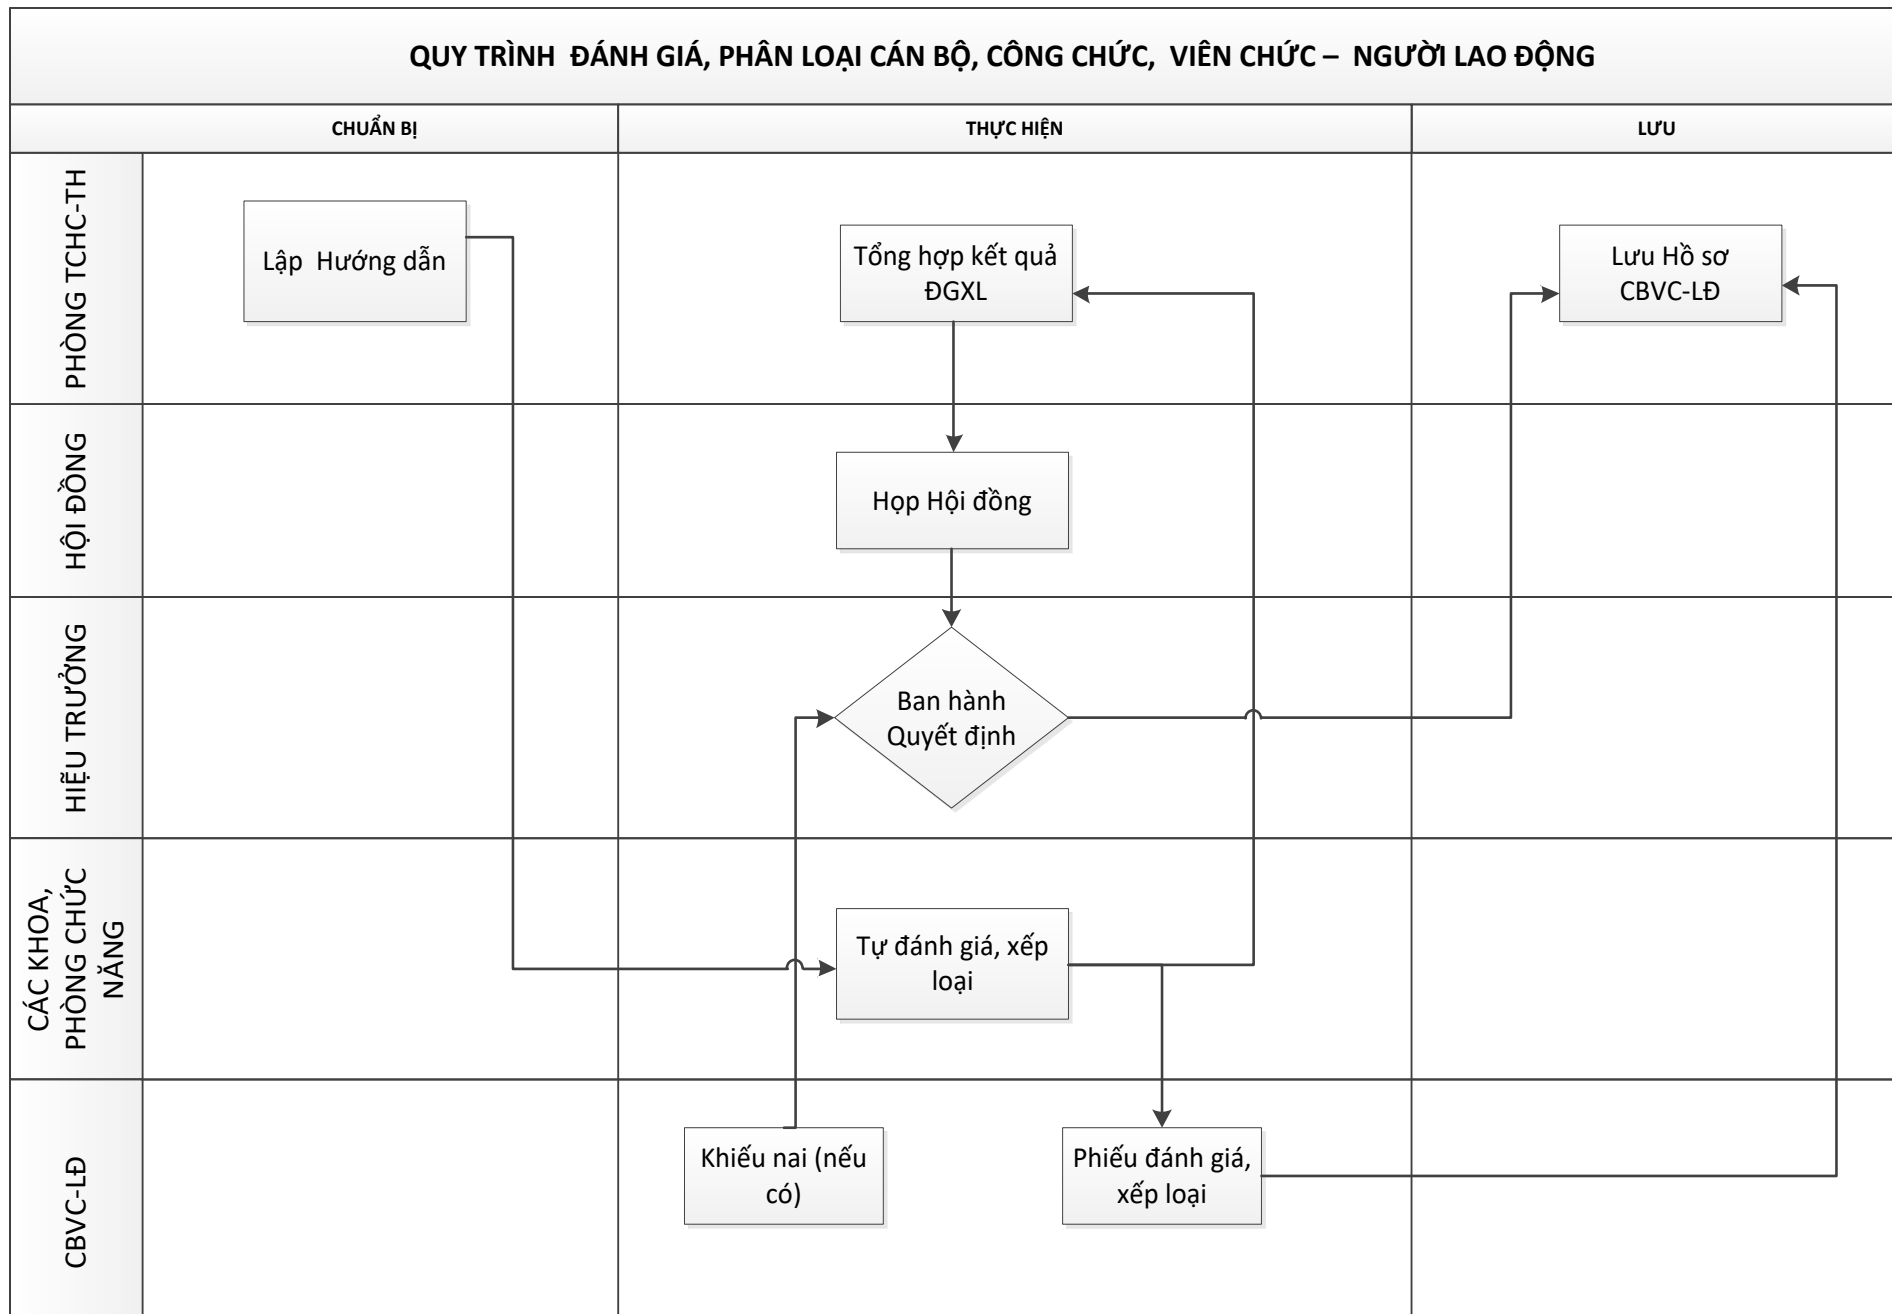 QUY TRÌNH ĐÁNH GIÁ, PHÂN LOẠI CÁN BỘ, CÔNG CHỨC, VIÊN CHỨC – NGƯỜI LAO ĐỘNG
CHUẨN BỊ
THỰC HIỆN
LƯU
PHÒNG TCHC-TH
Lập Hướng dẫn
Tổng hợp kết quả
ĐGXL
Lưu Hồ sơ
CBVC-LĐ
HỘI ĐỒNG
Họp Hội đồng
HIỆU TRƯỞNG
Ban hành
Quyết định
CÁC KHOA,
PHÒNG CHỨC
NĂNG
Tự đánh giá, xếp
loại
CBVC-LĐ
Khiếu nai (nếu
có)
Phiếu đánh giá,
xếp loại